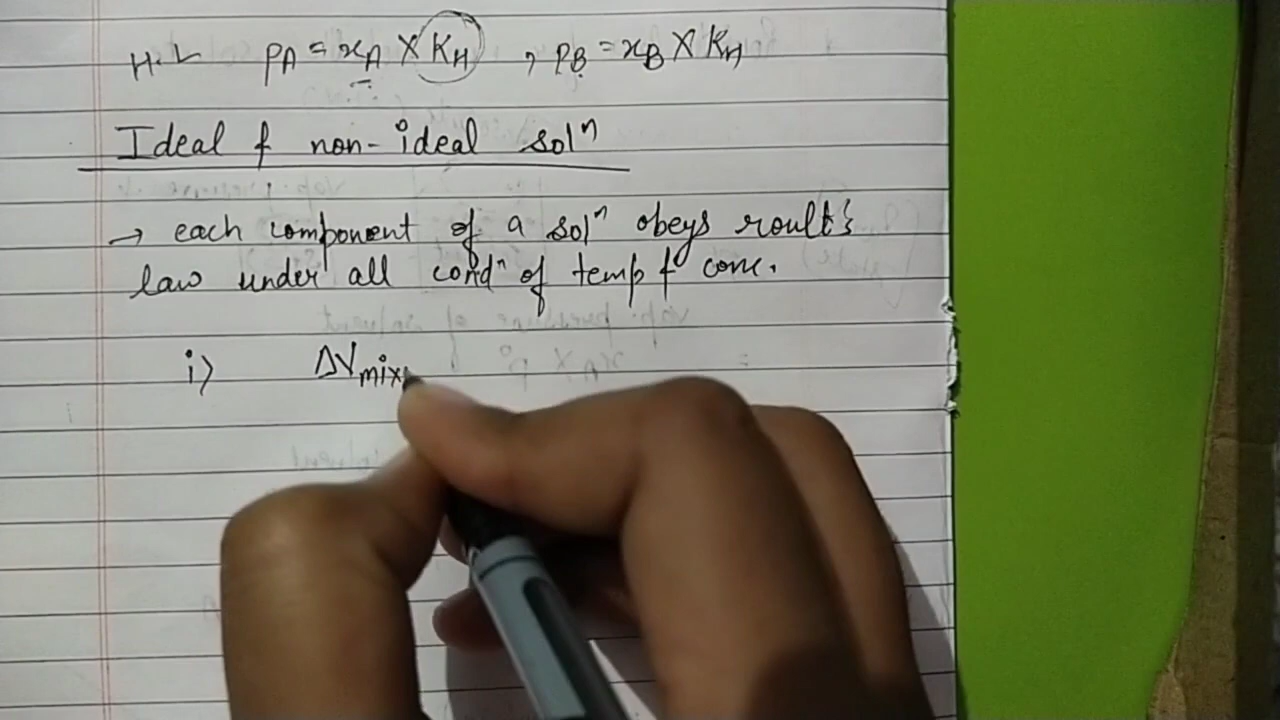 H.L pA = xA X KH , pB = xB X KH
Ideal & non-ideal solⁿ
→ each component of a solⁿ obeys roult's
law under all condⁿ of temp & conc.
i) ΔVmix